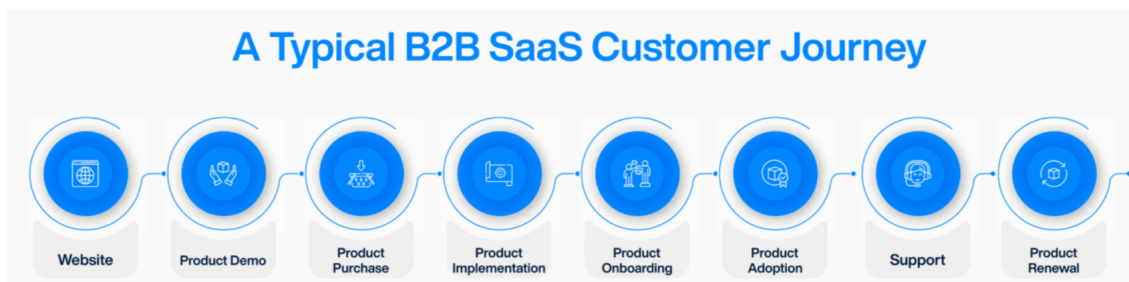 A Typical B2B SaaS Customer Journey
Website
Product Demo
Product
Purchase
Product
Implementation
Product
Onboarding
Product
Adoption
Support
Product
Renewal